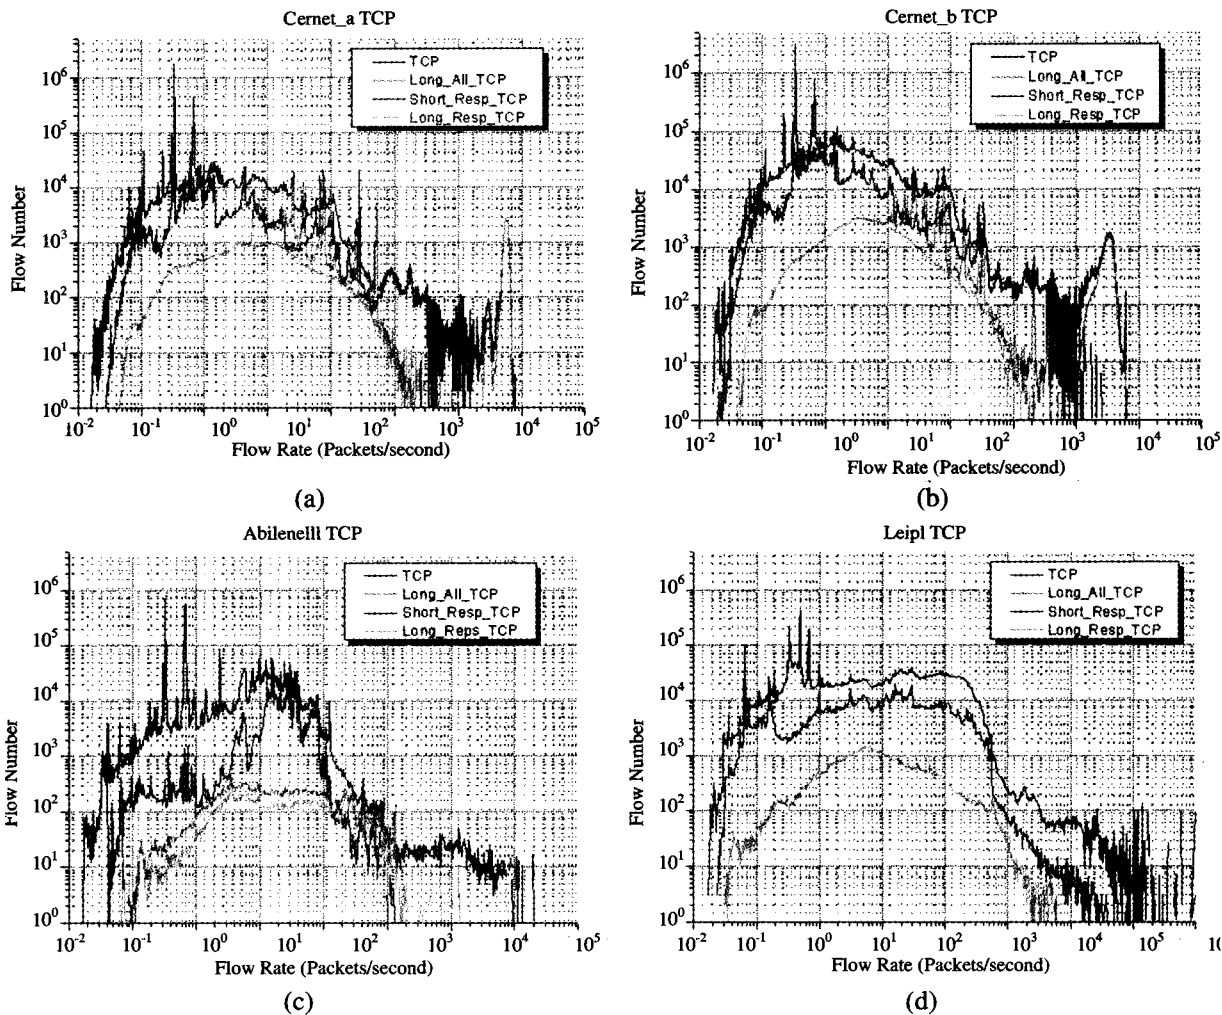 Cernet_a TCP
TCP
Long_All_TCP
Short_Resp_TCP
Long_Resp_TCP
10^6
10^5
10^4
10^3
10^2
10^1
10^0
Flow Number
10^-2 10^-1 10^0 10^1 10^2 10^3 10^4 10^5
Flow Rate (Packets/second)
(a)
Cernet_b TCP
TCP
Long_All_TCP
Short_Resp_TCP
Long_Resp_TCP
10^6
10^5
10^4
10^3
10^2
10^1
10^0
Flow Number
10^-2 10^-1 10^0 10^1 10^2 10^3 10^4 10^5
Flow Rate (Packets/second)
(b)
AbileneIII TCP
TCP
Long_All_TCP
Short_Resp_TCP
Long_Reps_TCP
10^6
10^5
10^4
10^3
10^2
10^1
10^0
Flow Number
10^-2 10^-1 10^0 10^1 10^2 10^3 10^4 10^5
Flow Rate (Packets/second)
(c)
LeipI TCP
TCP
Long_All_TCP
Short_Resp_TCP
Long_Resp_TCP
10^6
10^5
10^4
10^3
10^2
10^1
10^0
Flow Number
10^-2 10^-1 10^0 10^1 10^2 10^3 10^4 10^5
Flow Rate (Packets/second)
(d)